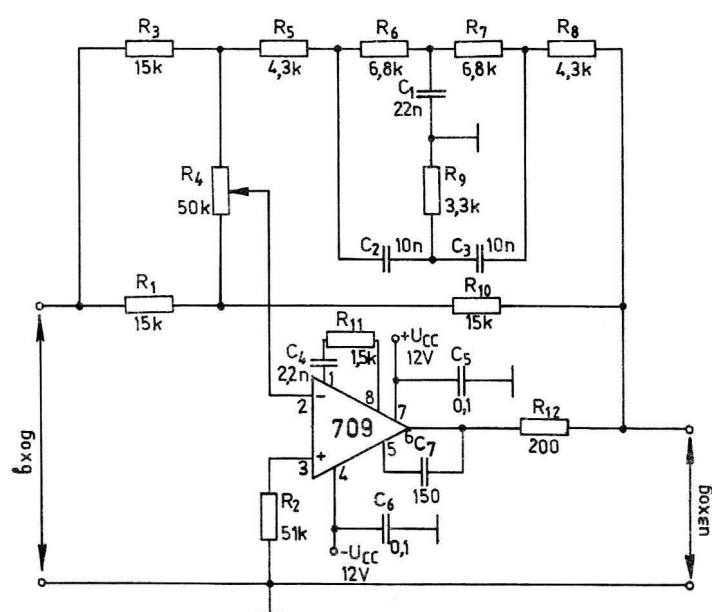 R3
15k
R5
4,3k
R6
6,8k
R7
6,8k
R8
4,3k
C1
22n
R4
50k
R9
3,3k
C2 10n
C3 10n
R1
15k
R10
15k
R11
1,5k
C4
2,2n
+UCC
12V
C5
0,1
1
8
7
2
−
709
6
R12
200
3
+
4
5
C7
150
R2
51k
C6
0,1
−UCC
12V
вход
изход